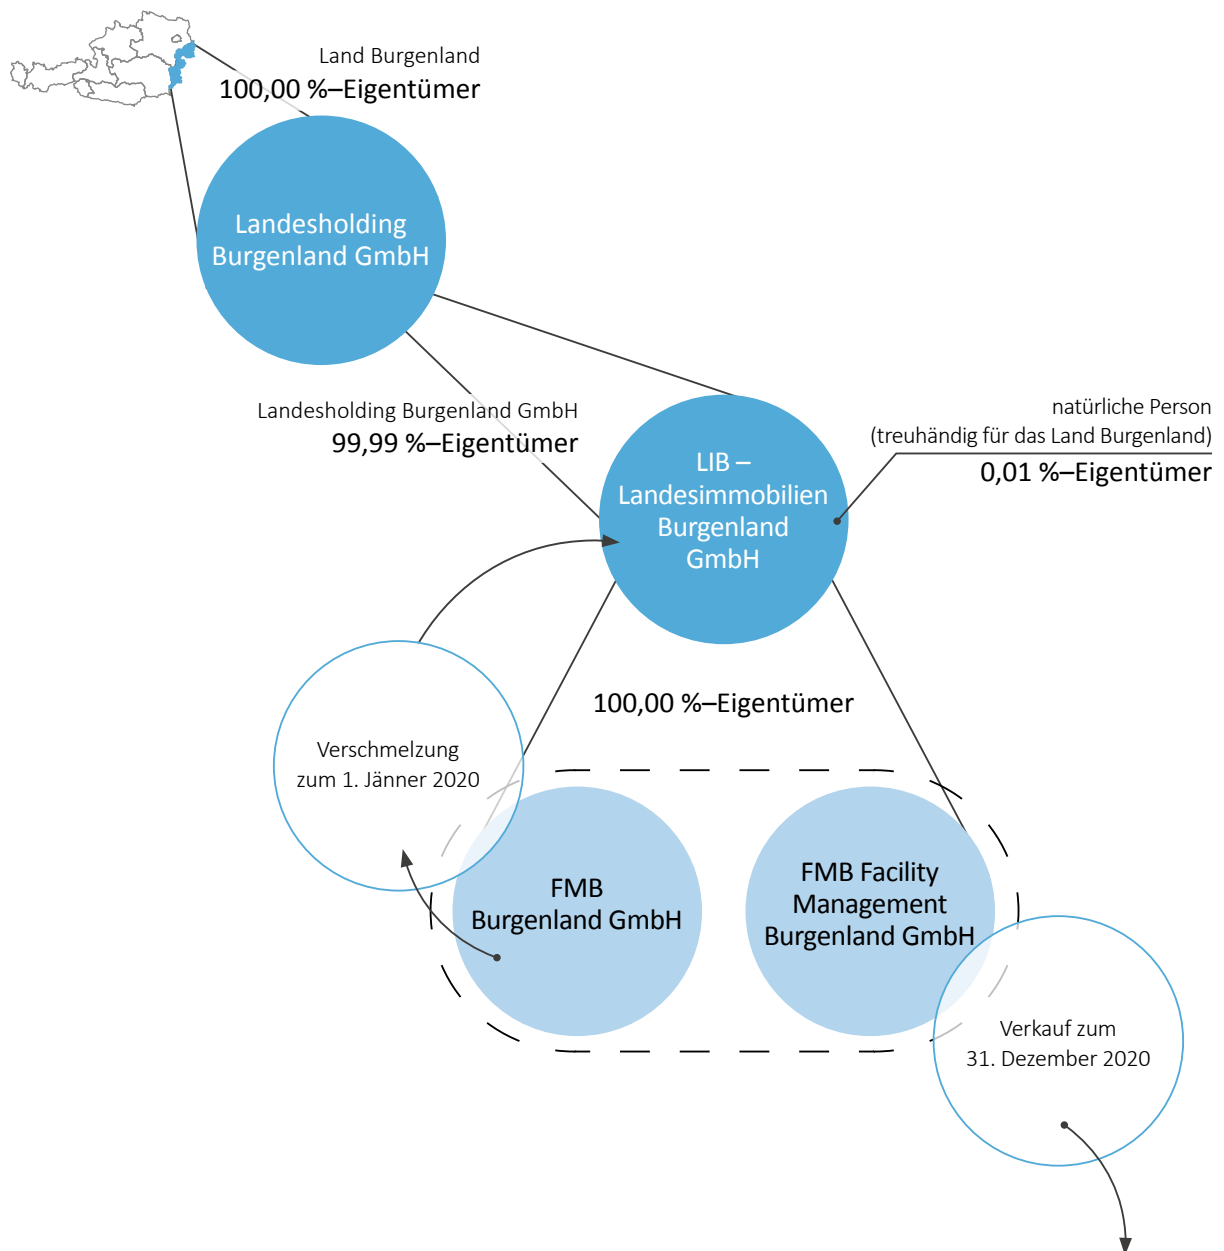 Land Burgenland
100,00 %–Eigentümer
Landesholding
Burgenland GmbH
Landesholding Burgenland GmbH
99,99 %–Eigentümer
natürliche Person
(treuhändig für das Land Burgenland)
0,01 %–Eigentümer
LIB –
Landesimmobilien
Burgenland
GmbH
100,00 %–Eigentümer
Verschmelzung
zum 1. Jänner 2020
FMB
Burgenland GmbH
FMB Facility
Management
Burgenland GmbH
Verkauf zum
31. Dezember 2020